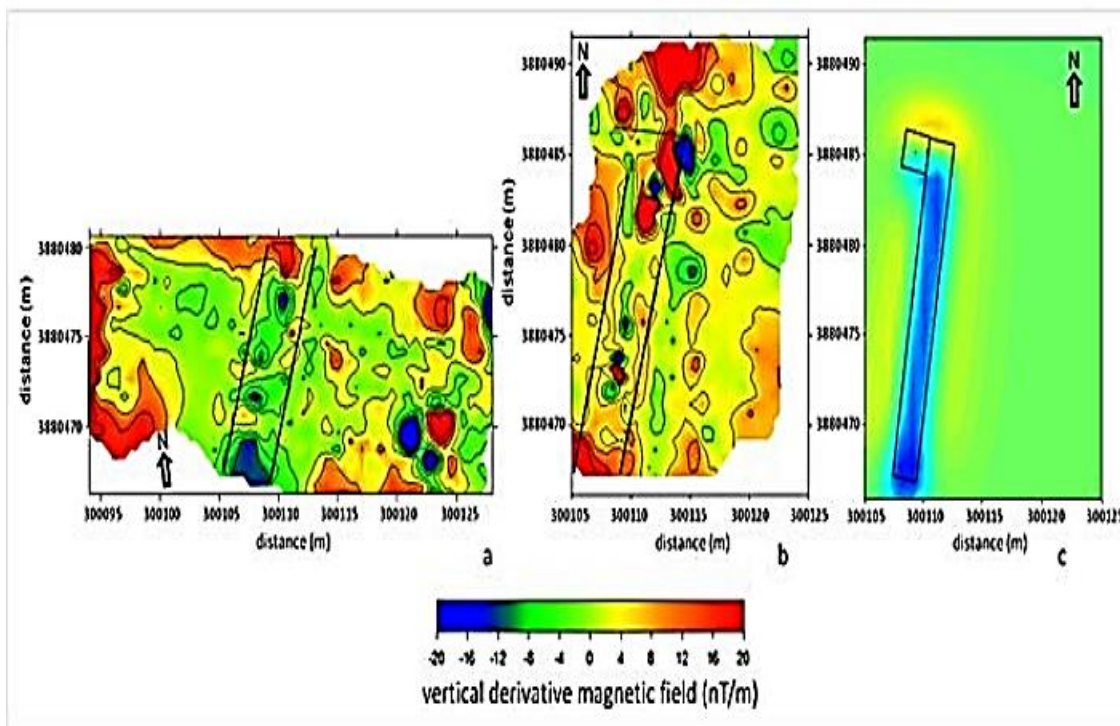 N
3880490
3880485
3880480
3880475
3880470
distance (m)
300105 300110 300115 300120 300125
distance (m)
b
N
3880490
3880485
3880480
3880475
3880470
300105 300110 300115 300120 300125
distance (m)
c
3880480
3880475
3880470
distance (m)
N
300095 300100 300105 300110 300115 300120 300125
distance (m)
a
-20 -16 -12 -8 -4 0 4 8 12 16 20
vertical derivative magnetic field (nT/m)